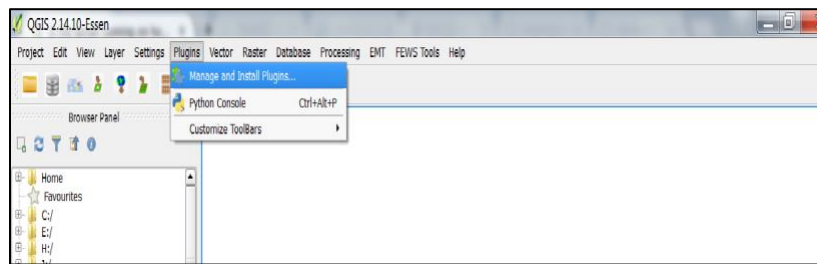 QGIS 2.14.10-Essen
Project Edit View Layer Settings Plugins Vector Raster Database Processing EMT FEWS Tools Help
Manage and Install Plugins...
Python Console Ctrl+Alt+P
Customize ToolBars
Browser Panel
Home
Favourites
C:/
E:/
H:/